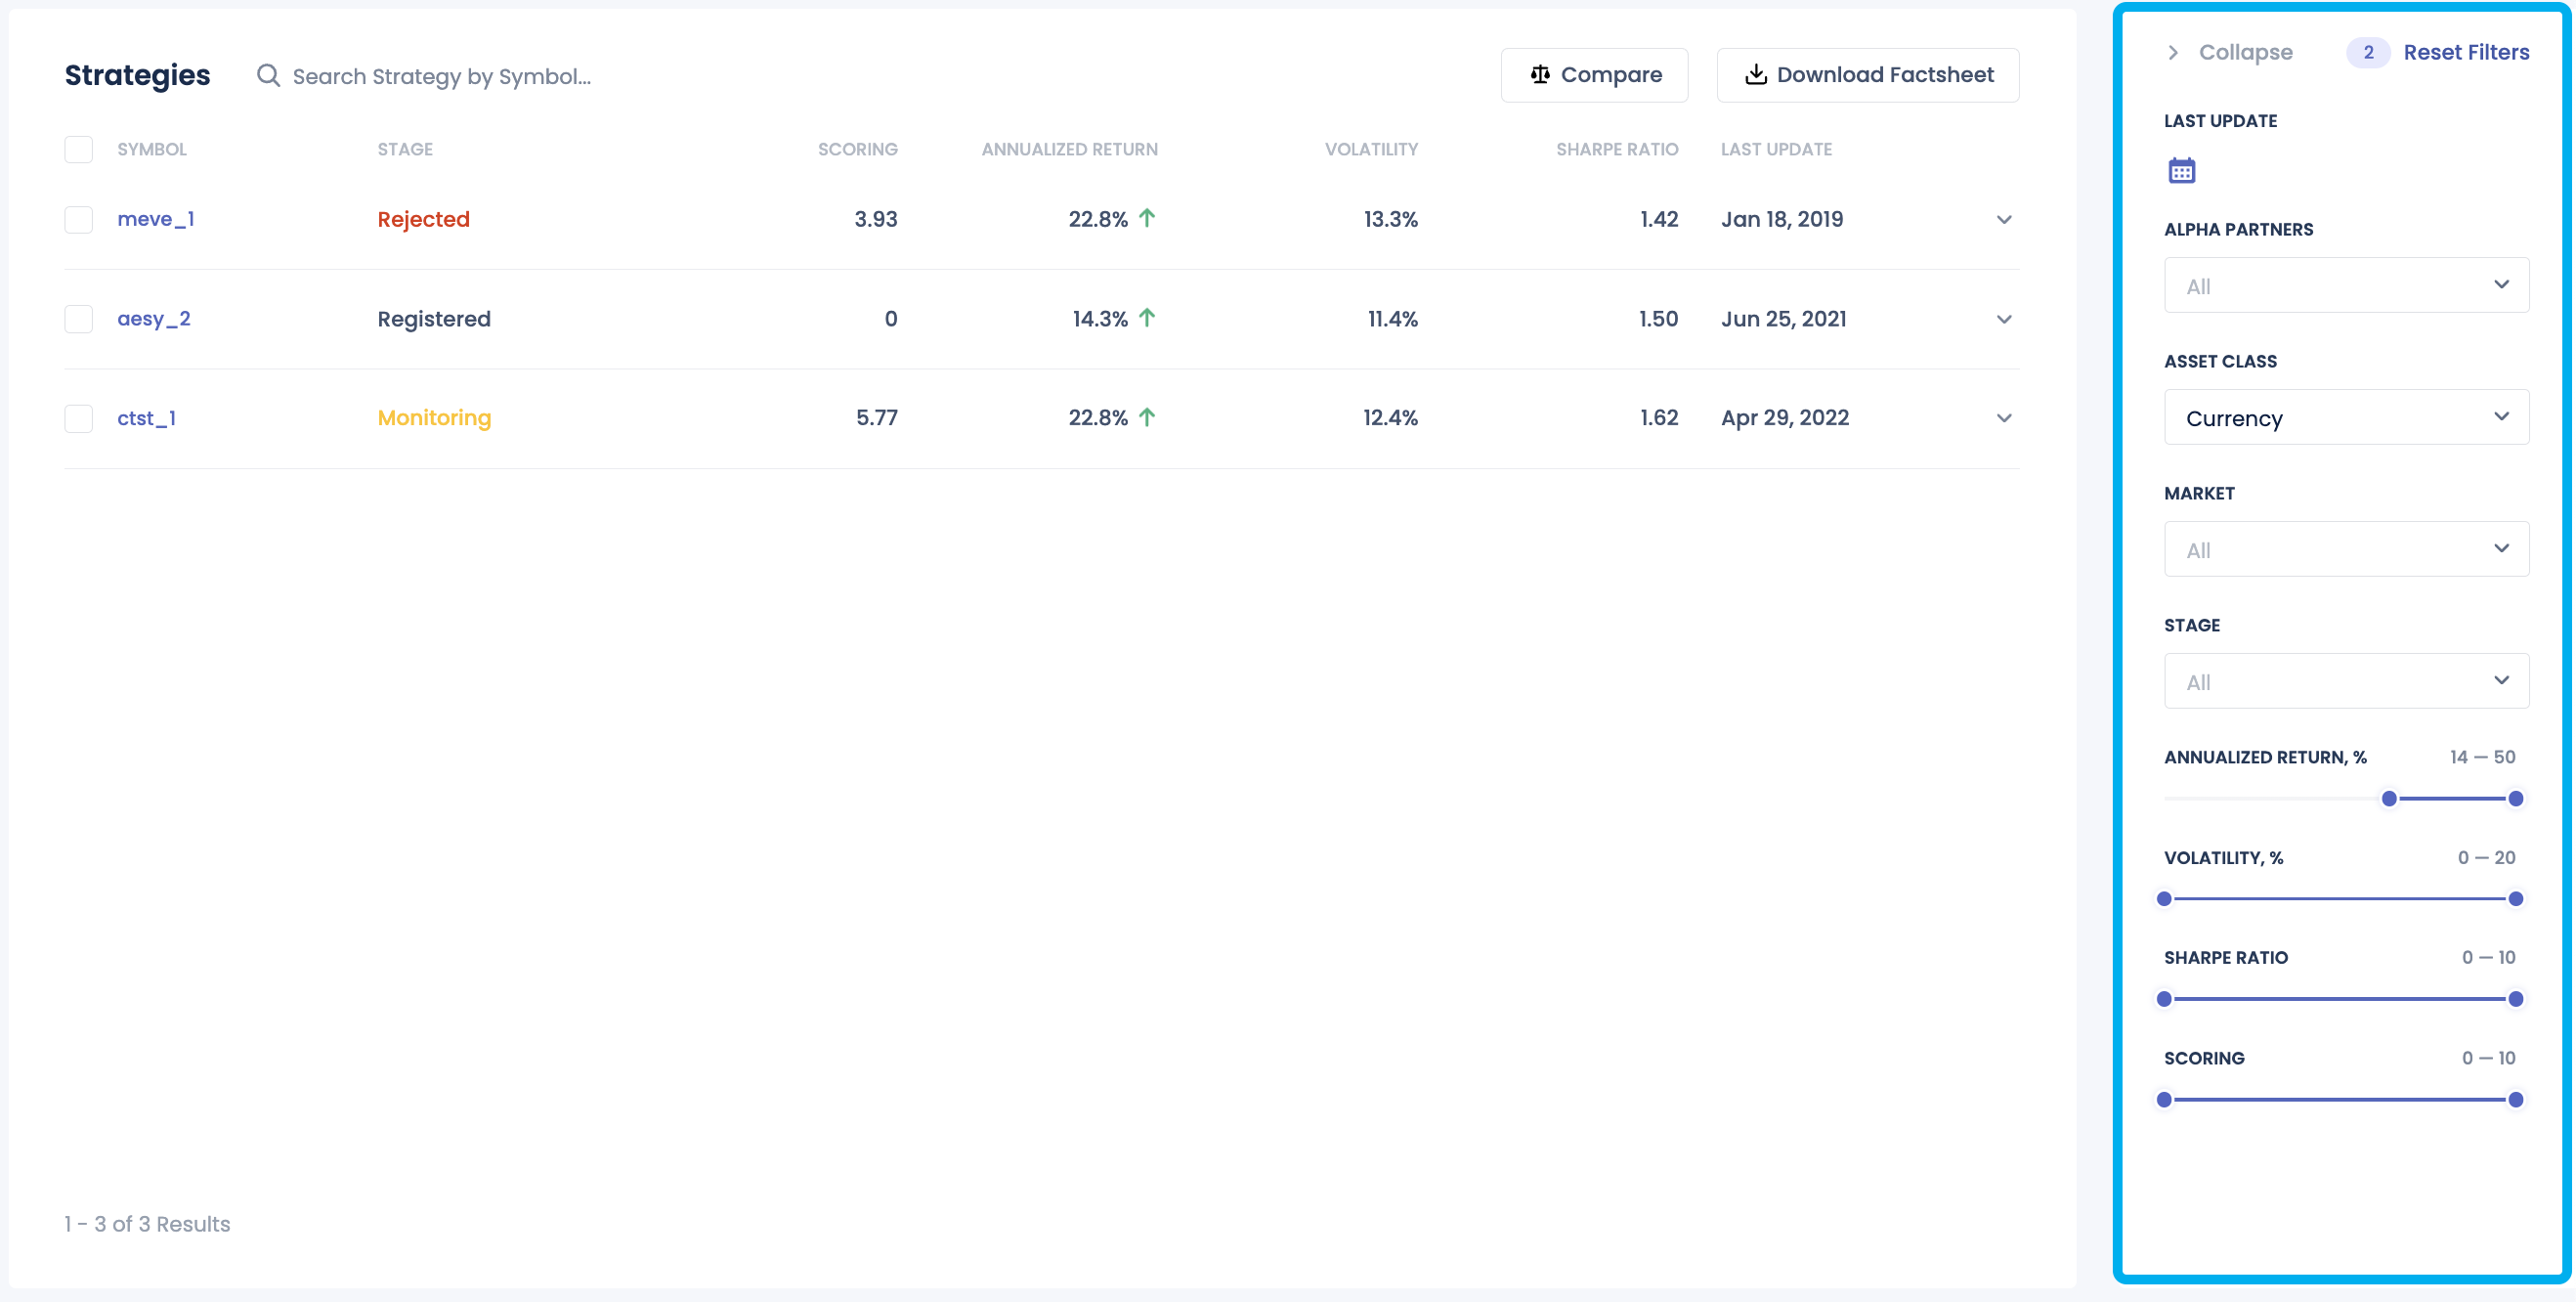 Strategies Search Strategy by Symbol... Compare Download Factsheet
SYMBOL STAGE SCORING ANNUALIZED RETURN VOLATILITY SHARPE RATIO LAST UPDATE
meve_1 Rejected 3.93 22.8% 13.3% 1.42 Jan 18, 2019
aesy_2 Registered 0 14.3% 11.4% 1.50 Jun 25, 2021
ctst_1 Monitoring 5.77 22.8% 12.4% 1.62 Apr 29, 2022
1 - 3 of 3 Results
Collapse 2 Reset Filters
LAST UPDATE
ALPHA PARTNERS
All
ASSET CLASS
Currency
MARKET
All
STAGE
All
ANNUALIZED RETURN, % 14 — 50
VOLATILITY, % 0 — 20
SHARPE RATIO 0 — 10
SCORING 0 — 10